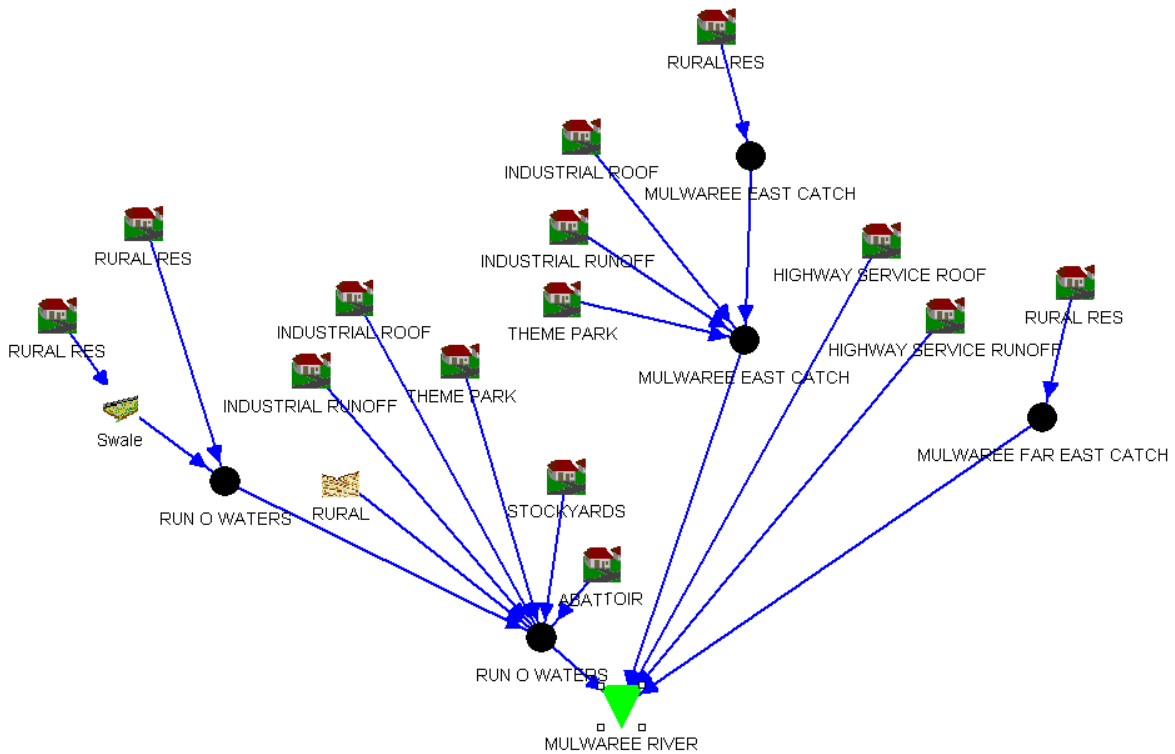 RURAL RES
INDUSTRIAL ROOF
MULWAREE EAST CATCH
RURAL RES
INDUSTRIAL RUNOFF
HIGHWAY SERVICE ROOF
RURAL RES
INDUSTRIAL ROOF
THEME PARK
RURAL RES
HIGHWAY SERVICE RUNOFF
MULWAREE EAST CATCH
INDUSTRIAL RUNOFF
THEME PARK
Swale
MULWAREE FAR EAST CATCH
RUN O WATERS
RURAL
STOCKYARDS
ABATTOIR
RUN O WATERS
MULWAREE RIVER